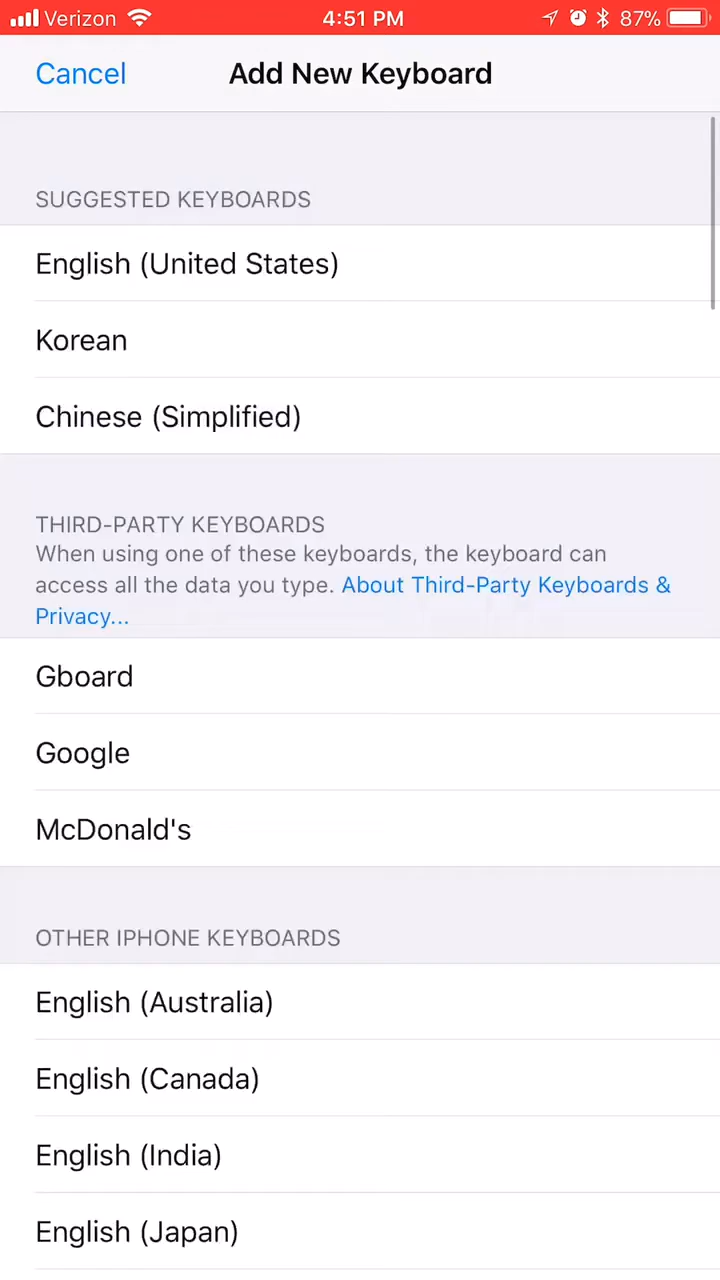 Verizon 4:51 PM 87%
Cancel Add New Keyboard
SUGGESTED KEYBOARDS
English (United States)
Korean
Chinese (Simplified)
THIRD-PARTY KEYBOARDS
When using one of these keyboards, the keyboard can
access all the data you type. About Third-Party Keyboards &
Privacy...
Gboard
Google
McDonald's
OTHER IPHONE KEYBOARDS
English (Australia)
English (Canada)
English (India)
English (Japan)